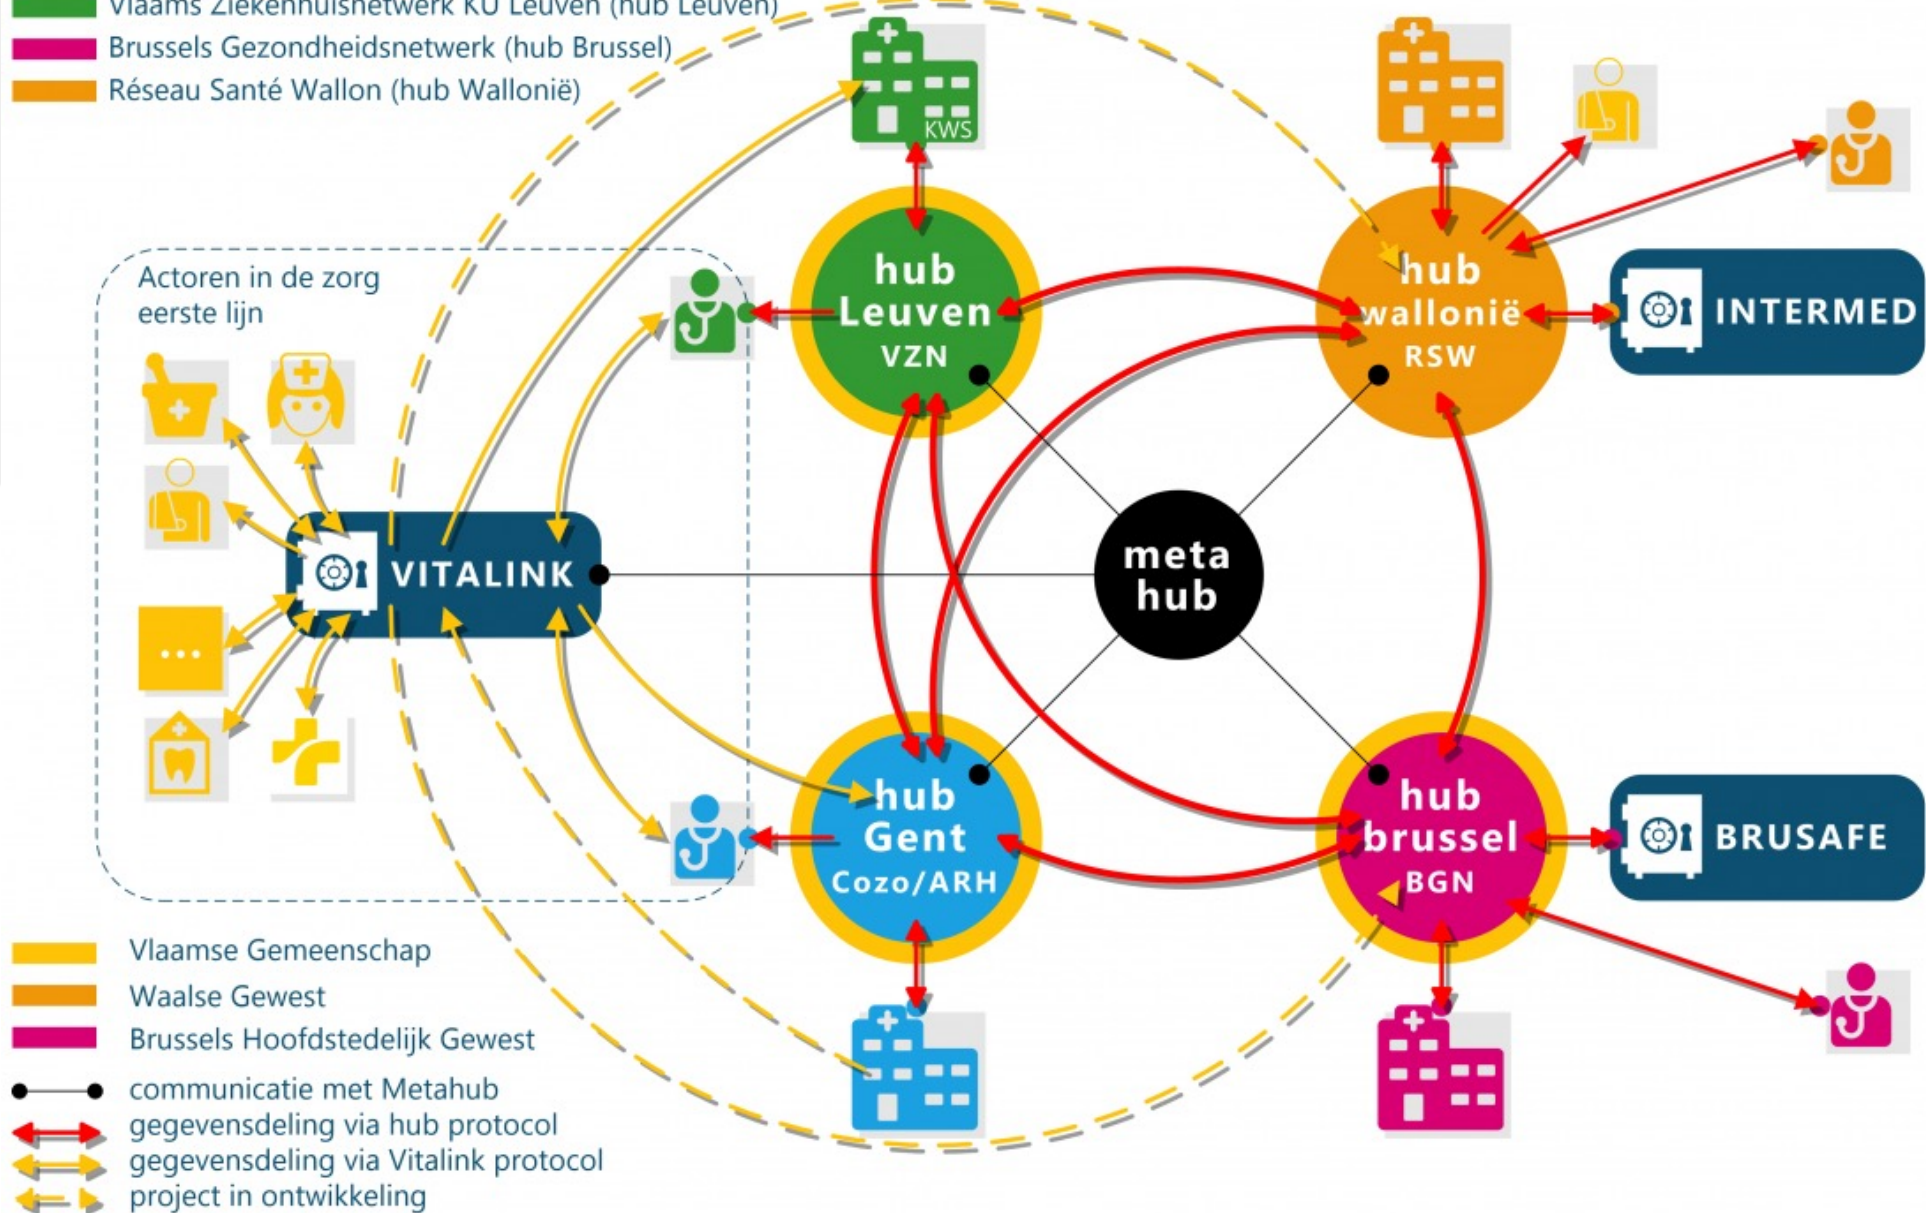 Vlaams Ziekenhuisnetwerk KU Leuven (hub Leuven)
Brussels Gezondheidsnetwerk (hub Brussel)
Réseau Santé Wallon (hub Wallonië)
KWS
Actoren in de zorg
eerste lijn
hub
Leuven
VZN
hub
wallonië
RSW
INTERMED
VITALINK
meta
hub
...
hub
Gent
Cozo/ARH
hub
brussel
BGN
BRUSAFE
Vlaamse Gemeenschap
Waalse Gewest
Brussels Hoofdstedelijk Gewest
communicatie met Metahub
gegevensdeling via hub protocol
gegevensdeling via Vitalink protocol
project in ontwikkeling